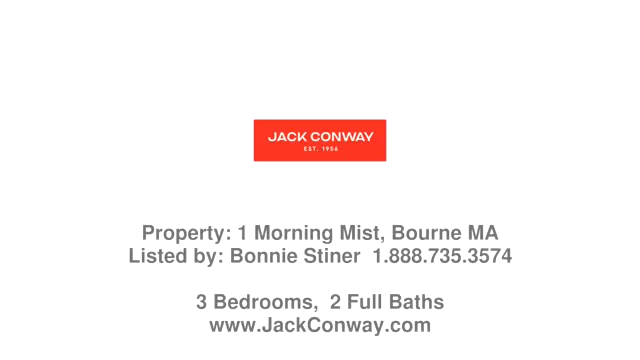 JACK CONWAY
EST. 1956
Property: 1 Morning Mist, Bourne MA
Listed by: Bonnie Stiner  1.888.735.3574
3 Bedrooms,  2 Full Baths
www.JackConway.com